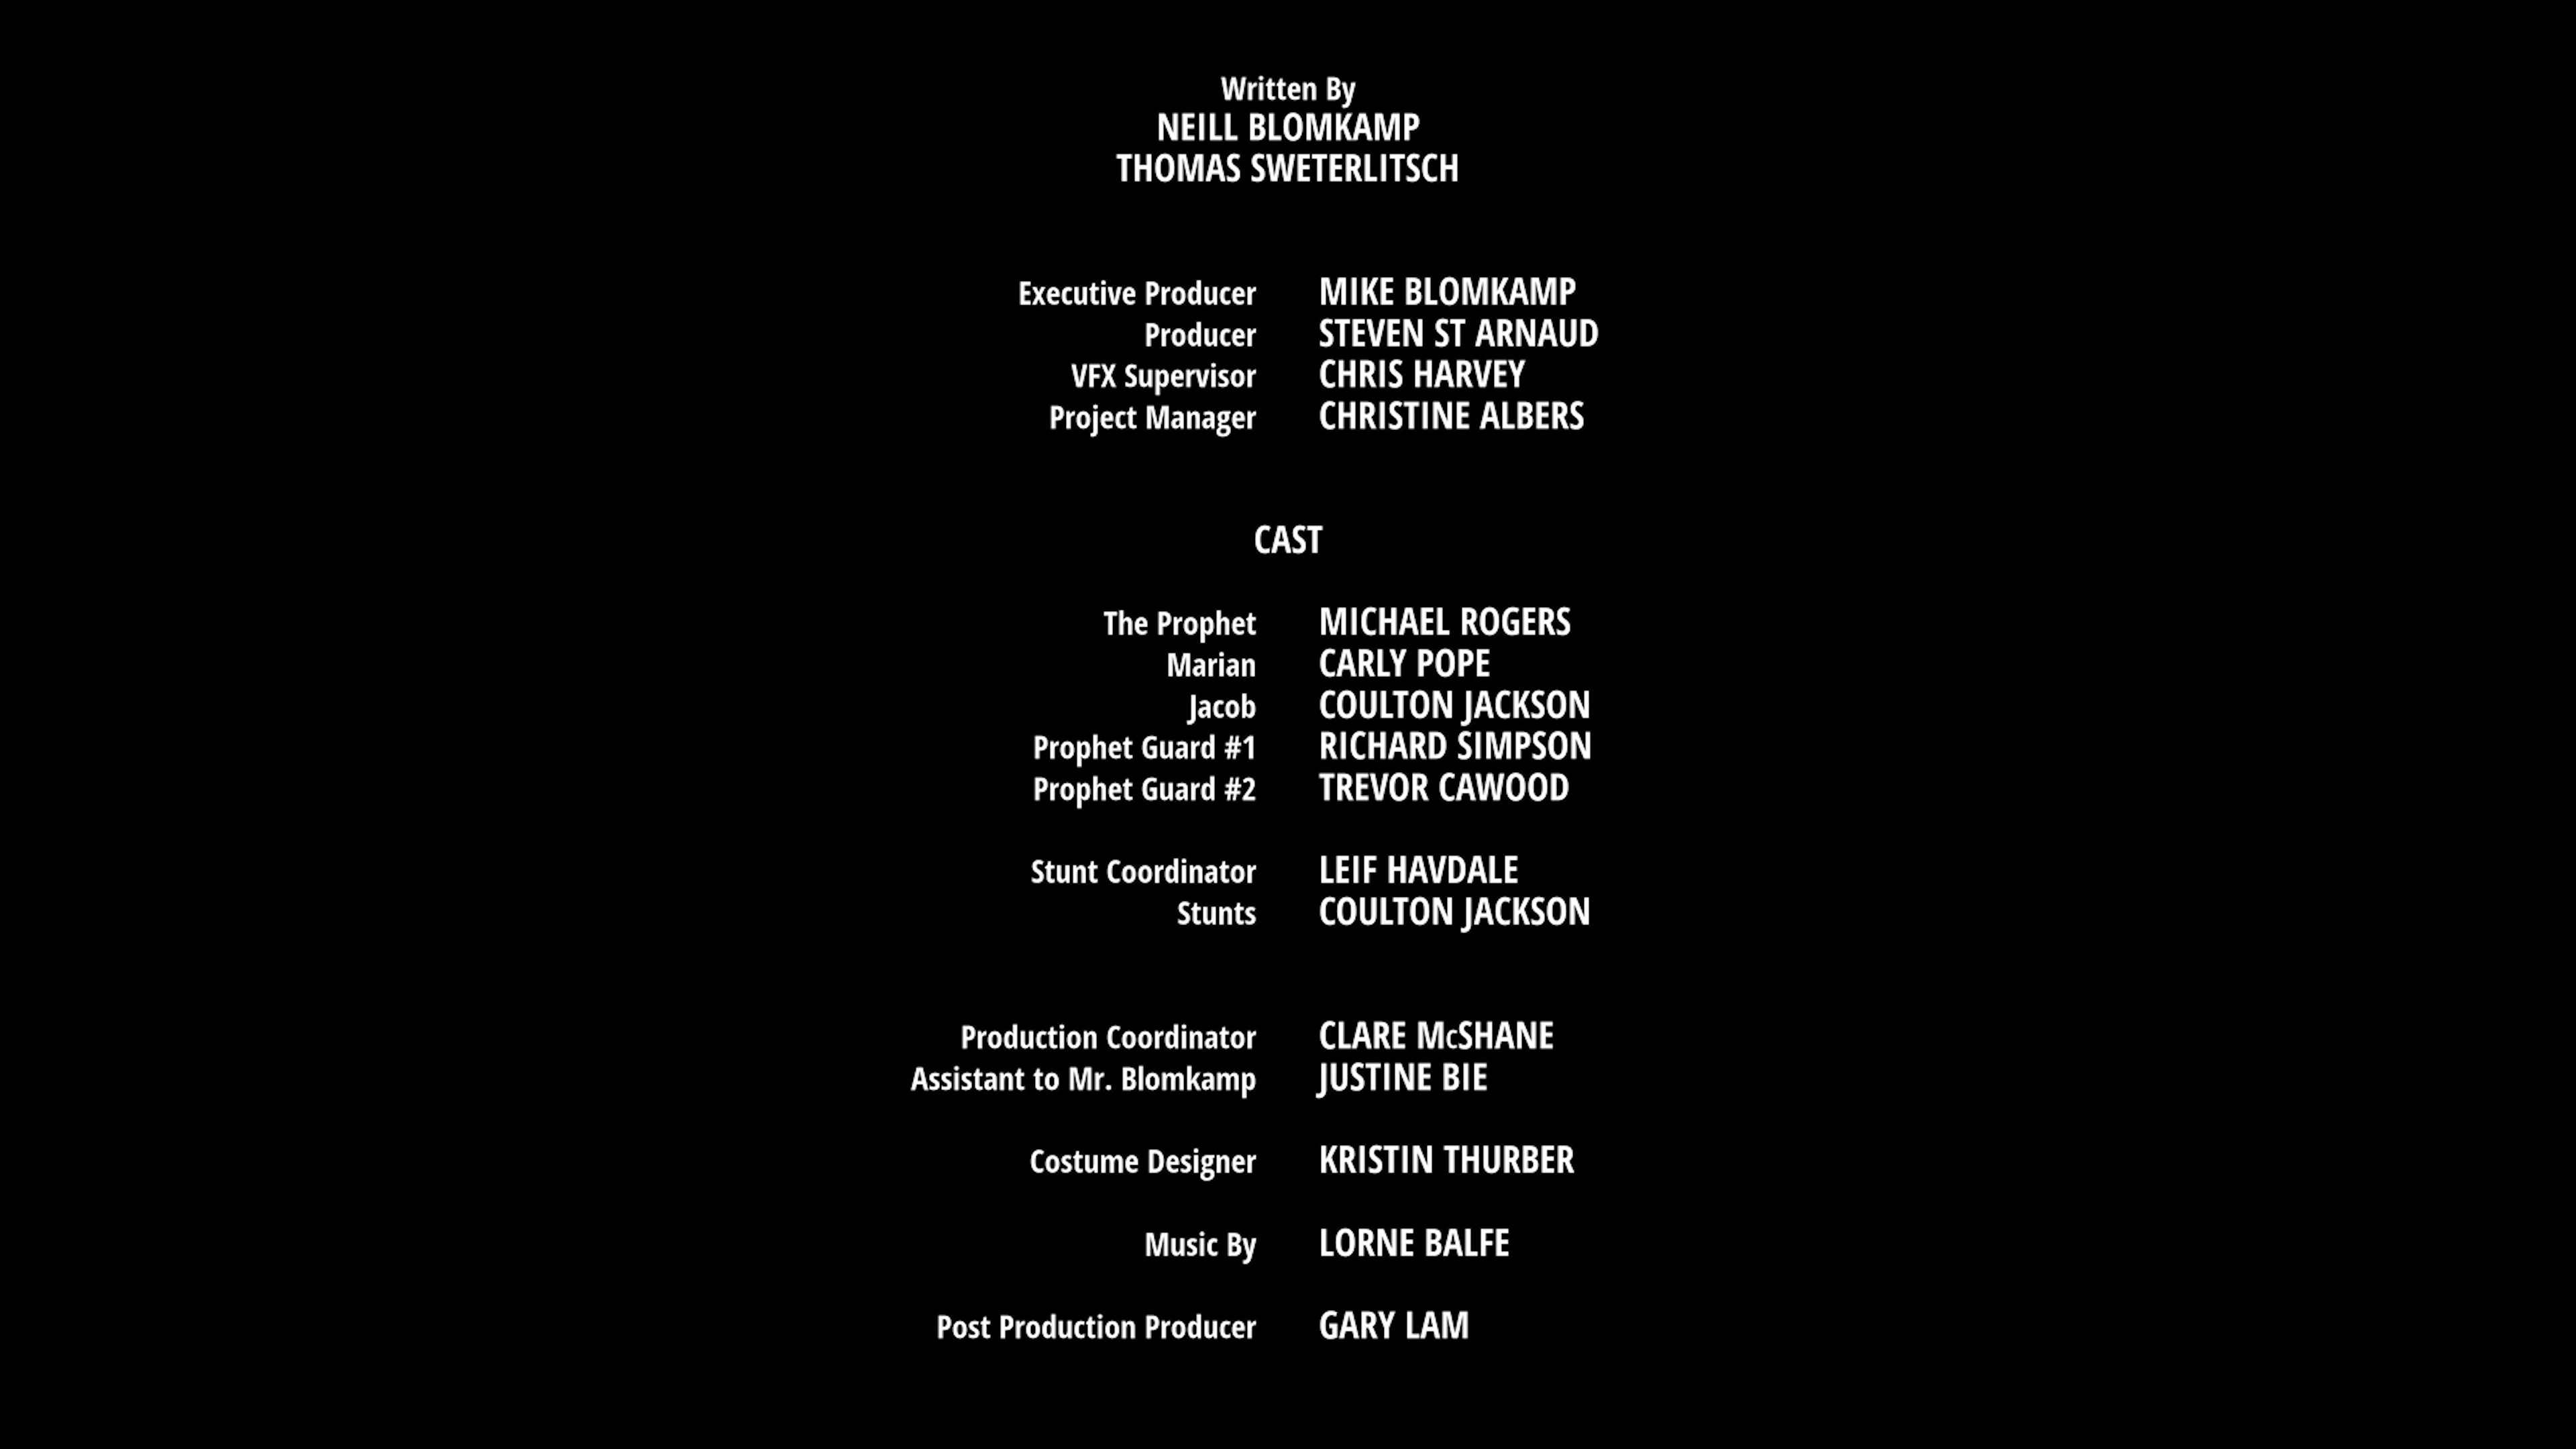 Written By
NEILL BLOMKAMP
THOMAS SWETERLITSCH
Executive Producer MIKE BLOMKAMP
Producer STEVEN ST ARNAUD
VFX Supervisor CHRIS HARVEY
Project Manager CHRISTINE ALBERS
CAST
The Prophet MICHAEL ROGERS
Marian CARLY POPE
Jacob COULTON JACKSON
Prophet Guard #1 RICHARD SIMPSON
Prophet Guard #2 TREVOR CAWOOD
Stunt Coordinator LEIF HAVDALE
Stunts COULTON JACKSON
Production Coordinator CLARE McSHANE
Assistant to Mr. Blomkamp JUSTINE BIE
Costume Designer KRISTIN THURBER
Music By LORNE BALFE
Post Production Producer GARY LAM